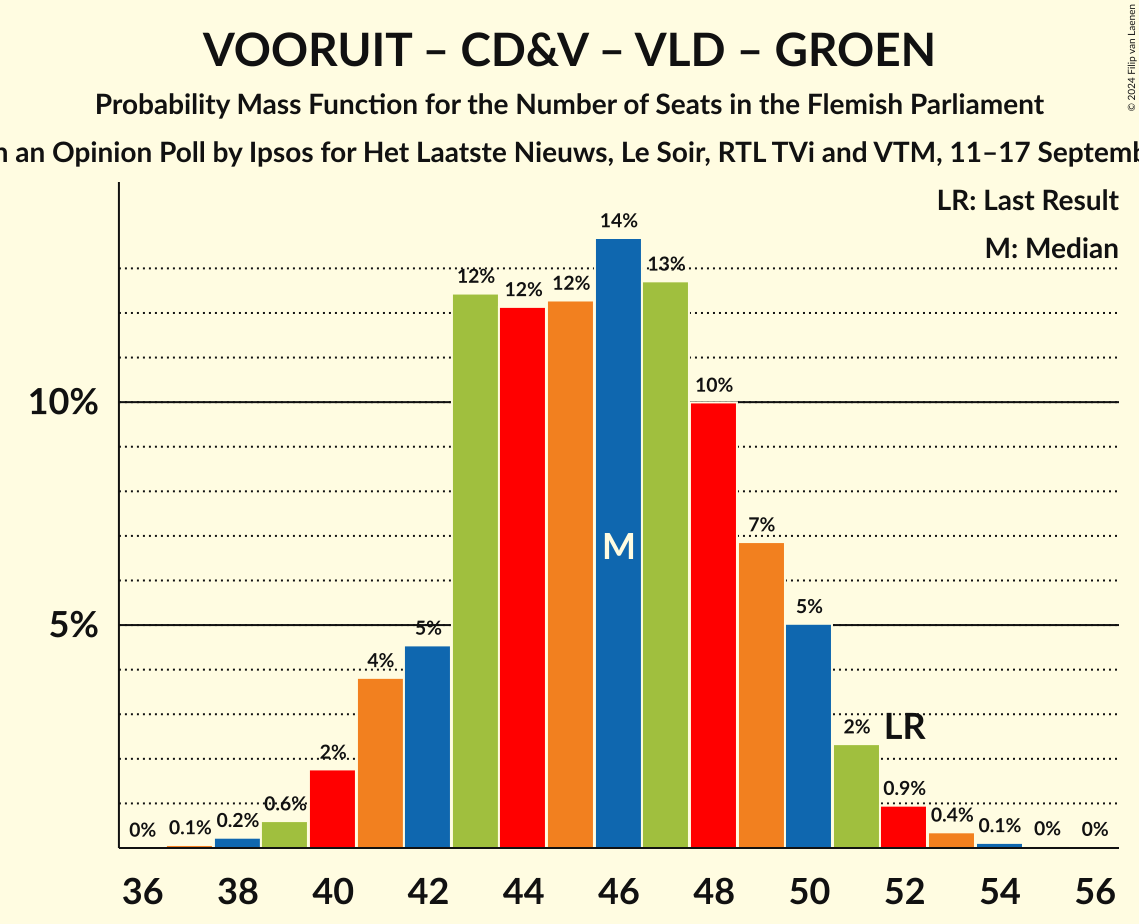 VOORUIT – CD&V – VLD – GROEN
Probability Mass Function for the Number of Seats in the Flemish Parliament
an Opinion Poll by Ipsos for Het Laatste Nieuws, Le Soir, RTL TVi and VTM, 11–17
© 2024 Filip van Laenen
LR: Last Result
M: Median
10%
5%
0%
0.1%
0.2%
0.6%
2%
4%
5%
12%
12%
12%
14%
13%
10%
7%
5%
2%
0.9%
0.4%
0.1%
0%
0%
M
LR
36 38 40 42 44 46 48 50 52 54 56